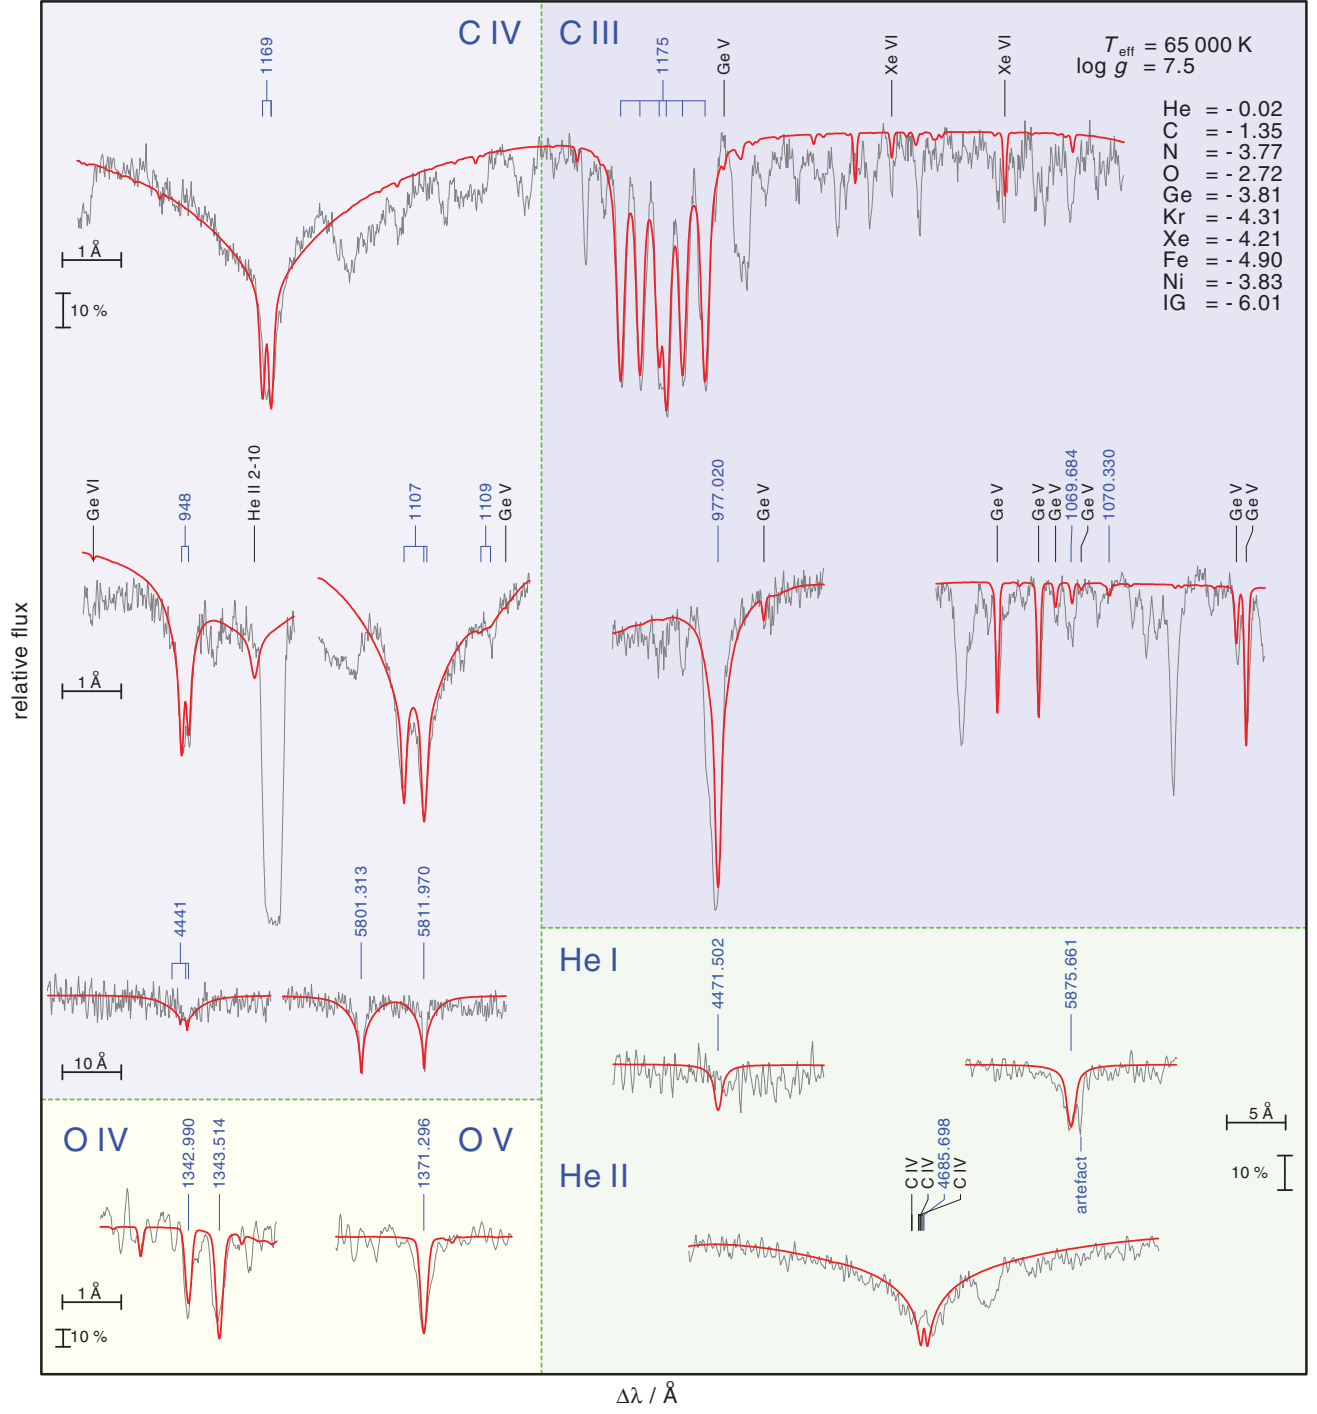 C IV
1169
1 Å
10 %
C III
1175
Ge V
Xe VI
Xe VI
Teff = 65 000 K
log g = 7.5
He = - 0.02
C = - 1.35
N = - 3.77
O = - 2.72
Ge = - 3.81
Kr = - 4.31
Xe = - 4.21
Fe = - 4.90
Ni = - 3.83
IG = - 6.01
Ge VI
948
He II 2-10
1107
1109
Ge V
1 Å
977.020
Ge V
Ge V
Ge V
Ge V
1069.684
Ge V
1070.330
Ge V
Ge V
relative flux
4441
5801.313
5811.970
10 Å
He I
4471.502
5875.661
5 Å
10 %
artefact
He II
C IV
C IV
4685.698
C IV
O IV
1342.990
1343.514
O V
1371.296
1 Å
10 %
Δλ / Å